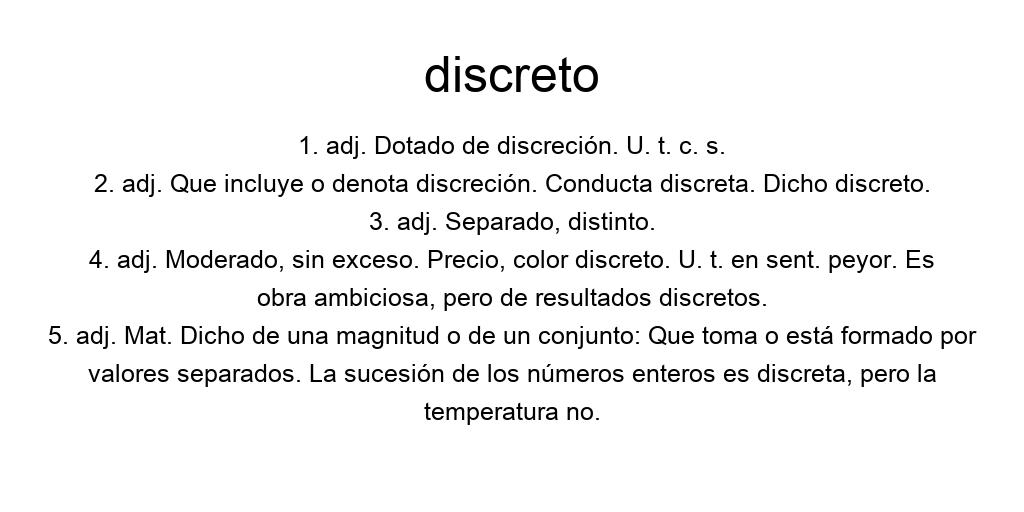 discreto
1. adj. Dotado de discreción. U. t. c. s.
2. adj. Que incluye o denota discreción. Conducta discreta. Dicho discreto.
3. adj. Separado, distinto.
4. adj. Moderado, sin exceso. Precio, color discreto. U. t. en sent. peyor. Es
obra ambiciosa, pero de resultados discretos.
5. adj. Mat. Dicho de una magnitud o de un conjunto: Que toma o está formado por
valores separados. La sucesión de los números enteros es discreta, pero la
temperatura no.